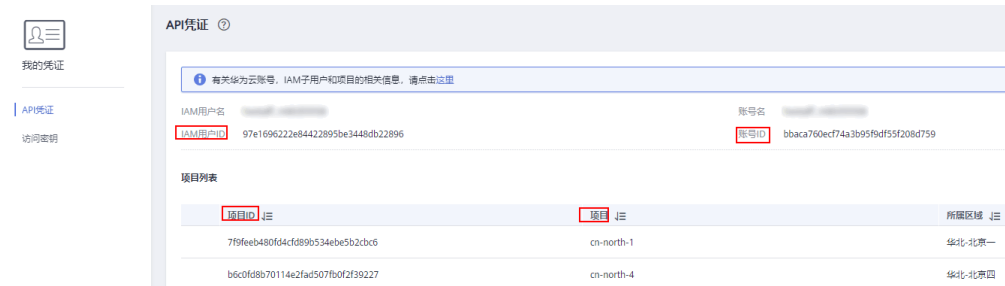 API凭证
我的凭证
有关华为云账号，IAM子用户和项目的相关信息，请点击这里
API凭证
访问密钥
IAM用户名
账号名
IAM用户ID 97e1696222e84422895be3448db22896
账号ID bbaca760ecf74a3b95f9df55f208d759
项目列表
项目ID 项目 所属区域
7f9feeb480fd4cfd89b534ebe5b2cbc6 cn-north-1 华北-北京一
b6c0fd8b70114e2fad507fb0f2f39227 cn-north-4 华北-北京四